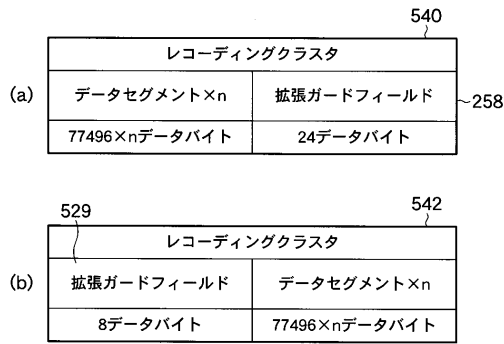 540
レコーディングクラスタ
(a)
データセグメント×n
拡張ガードフィールド
258
77496×nデータバイト
24データバイト
529
542
レコーディングクラスタ
(b)
拡張ガードフィールド
データセグメント×n
8データバイト
77496×nデータバイト